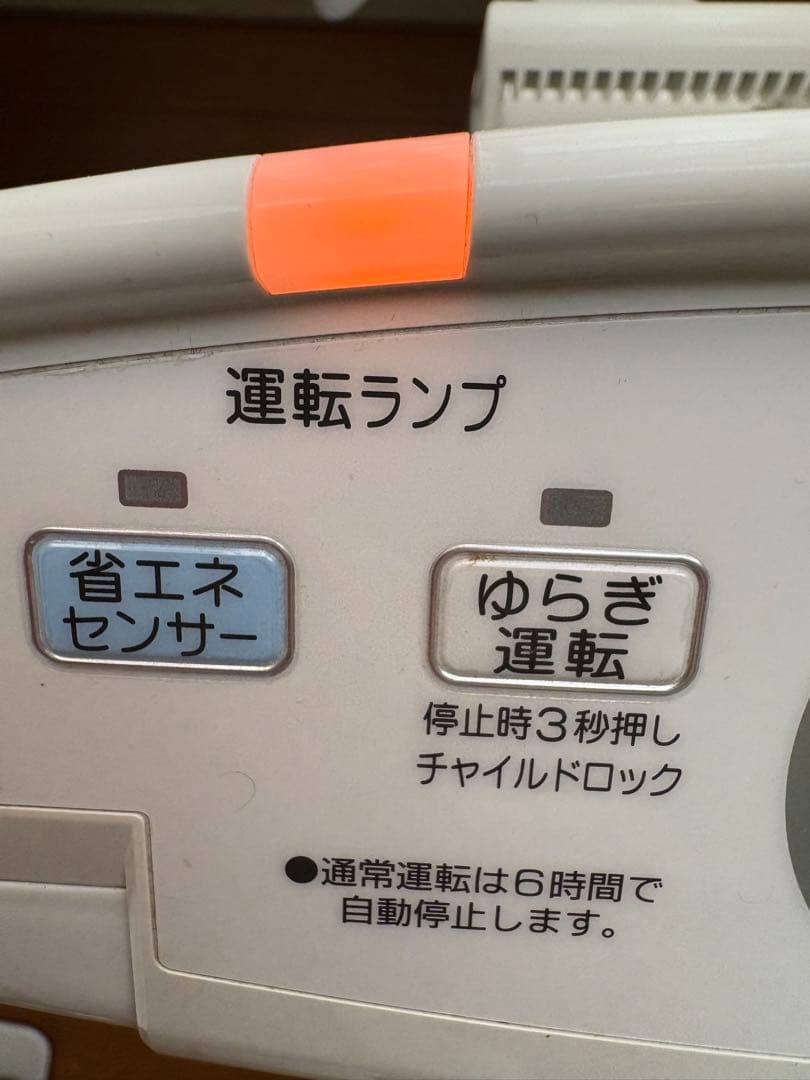 運転ランプ
省エネ
センサー
ゆらぎ
運転
停止時3秒押し
チャイルドロック
●通常運転は6時間で
自動停止します。